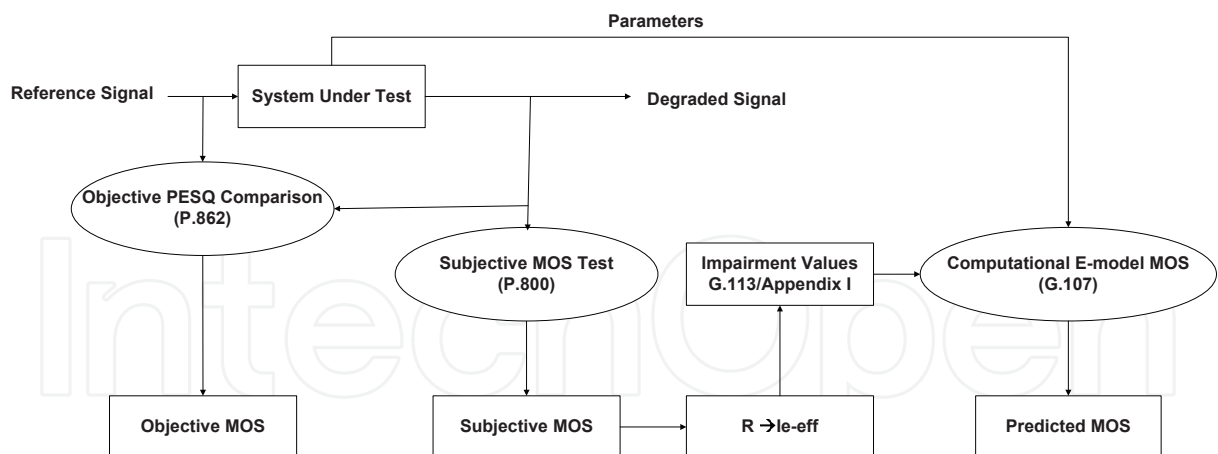 Parameters
Reference Signal
System Under Test
Degraded Signal
Objective PESQ Comparison
(P.862)
Subjective MOS Test
(P.800)
Impairment Values
G.113/Appendix I
Computational E-model MOS
(G.107)
IntechOpen
Objective MOS
Subjective MOS
R →Ie-eff
Predicted MOS